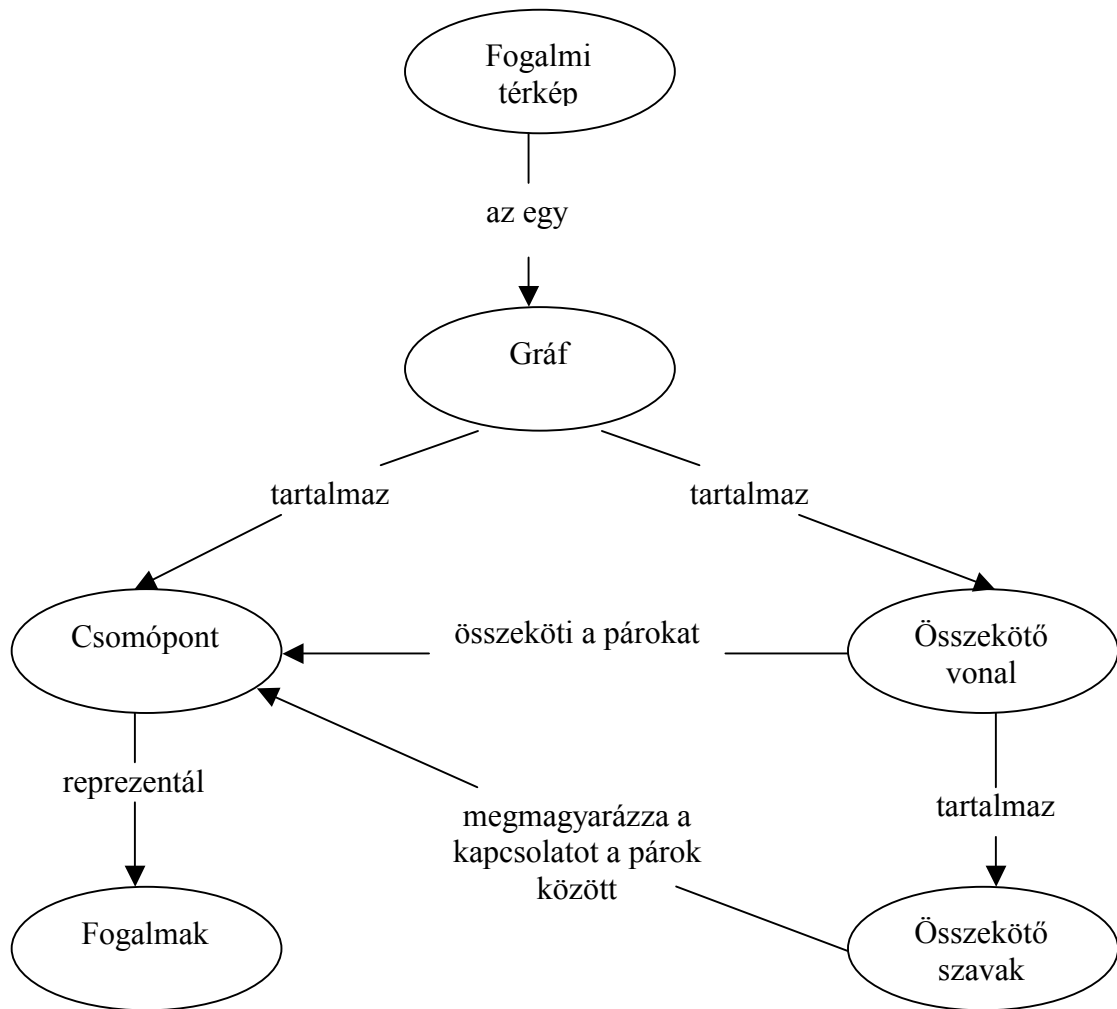 Fogalmi
térkép
az egy
Gráf
tartalmaz
tartalmaz
Csomópont
összeköti a párokat
Összekötő
vonal
reprezentál
megmagyarázza a
kapcsolatot a párok
között
tartalmaz
Fogalmak
Összekötő
szavak